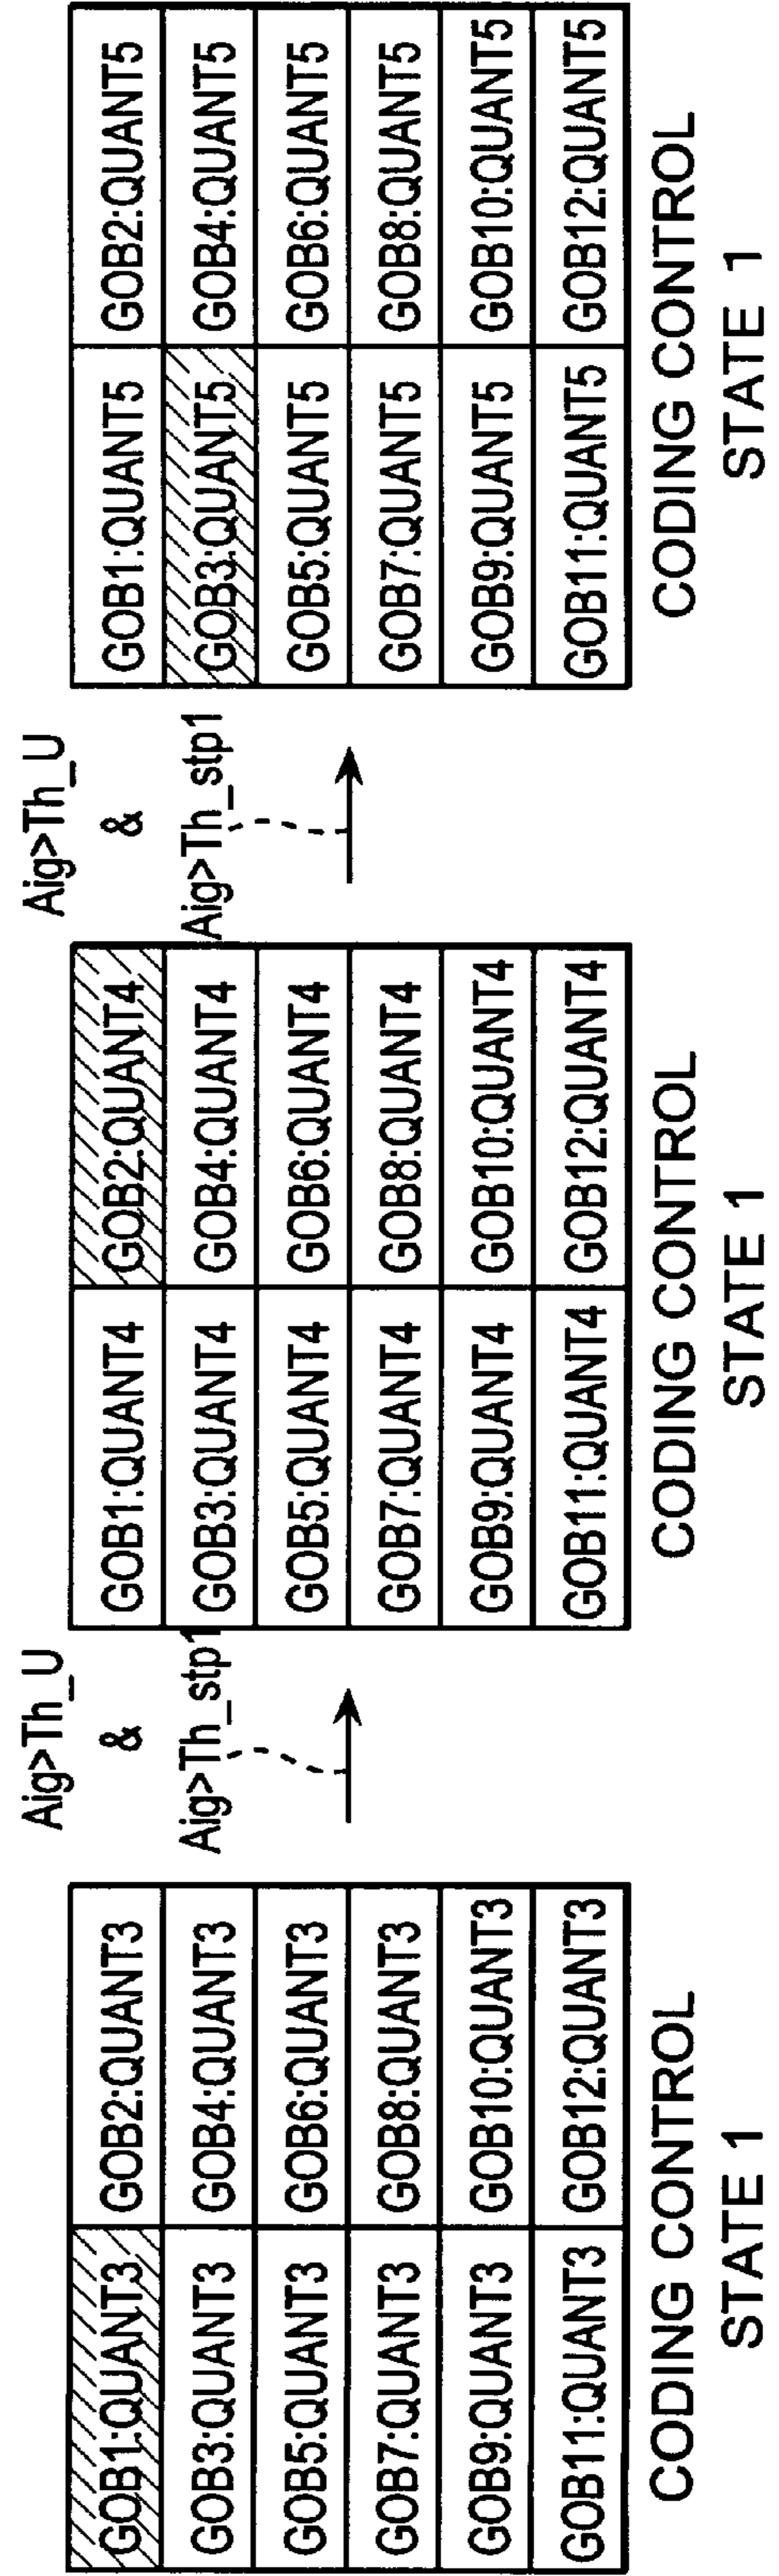 GOB1:QUANT3 GOB2:QUANT3
GOB3:QUANT3 GOB4:QUANT3
GOB5:QUANT3 GOB6:QUANT3
GOB7:QUANT3 GOB8:QUANT3
GOB9:QUANT3 GOB10:QUANT3
GOB11:QUANT3 GOB12:QUANT3
CODING CONTROL
STATE 1
Aig>Th_U
&
Aig>Th_stp1
GOB1:QUANT4 GOB2:QUANT4
GOB3:QUANT4 GOB4:QUANT4
GOB5:QUANT4 GOB6:QUANT4
GOB7:QUANT4 GOB8:QUANT4
GOB9:QUANT4 GOB10:QUANT4
GOB11:QUANT4 GOB12:QUANT4
CODING CONTROL
STATE 1
Aig>Th_U
&
Aig>Th_stp1
GOB1:QUANT5 GOB2:QUANT5
GOB3:QUANT5 GOB4:QUANT5
GOB5:QUANT5 GOB6:QUANT5
GOB7:QUANT5 GOB8:QUANT5
GOB9:QUANT5 GOB10:QUANT5
GOB11:QUANT5 GOB12:QUANT5
CODING CONTROL
STATE 1